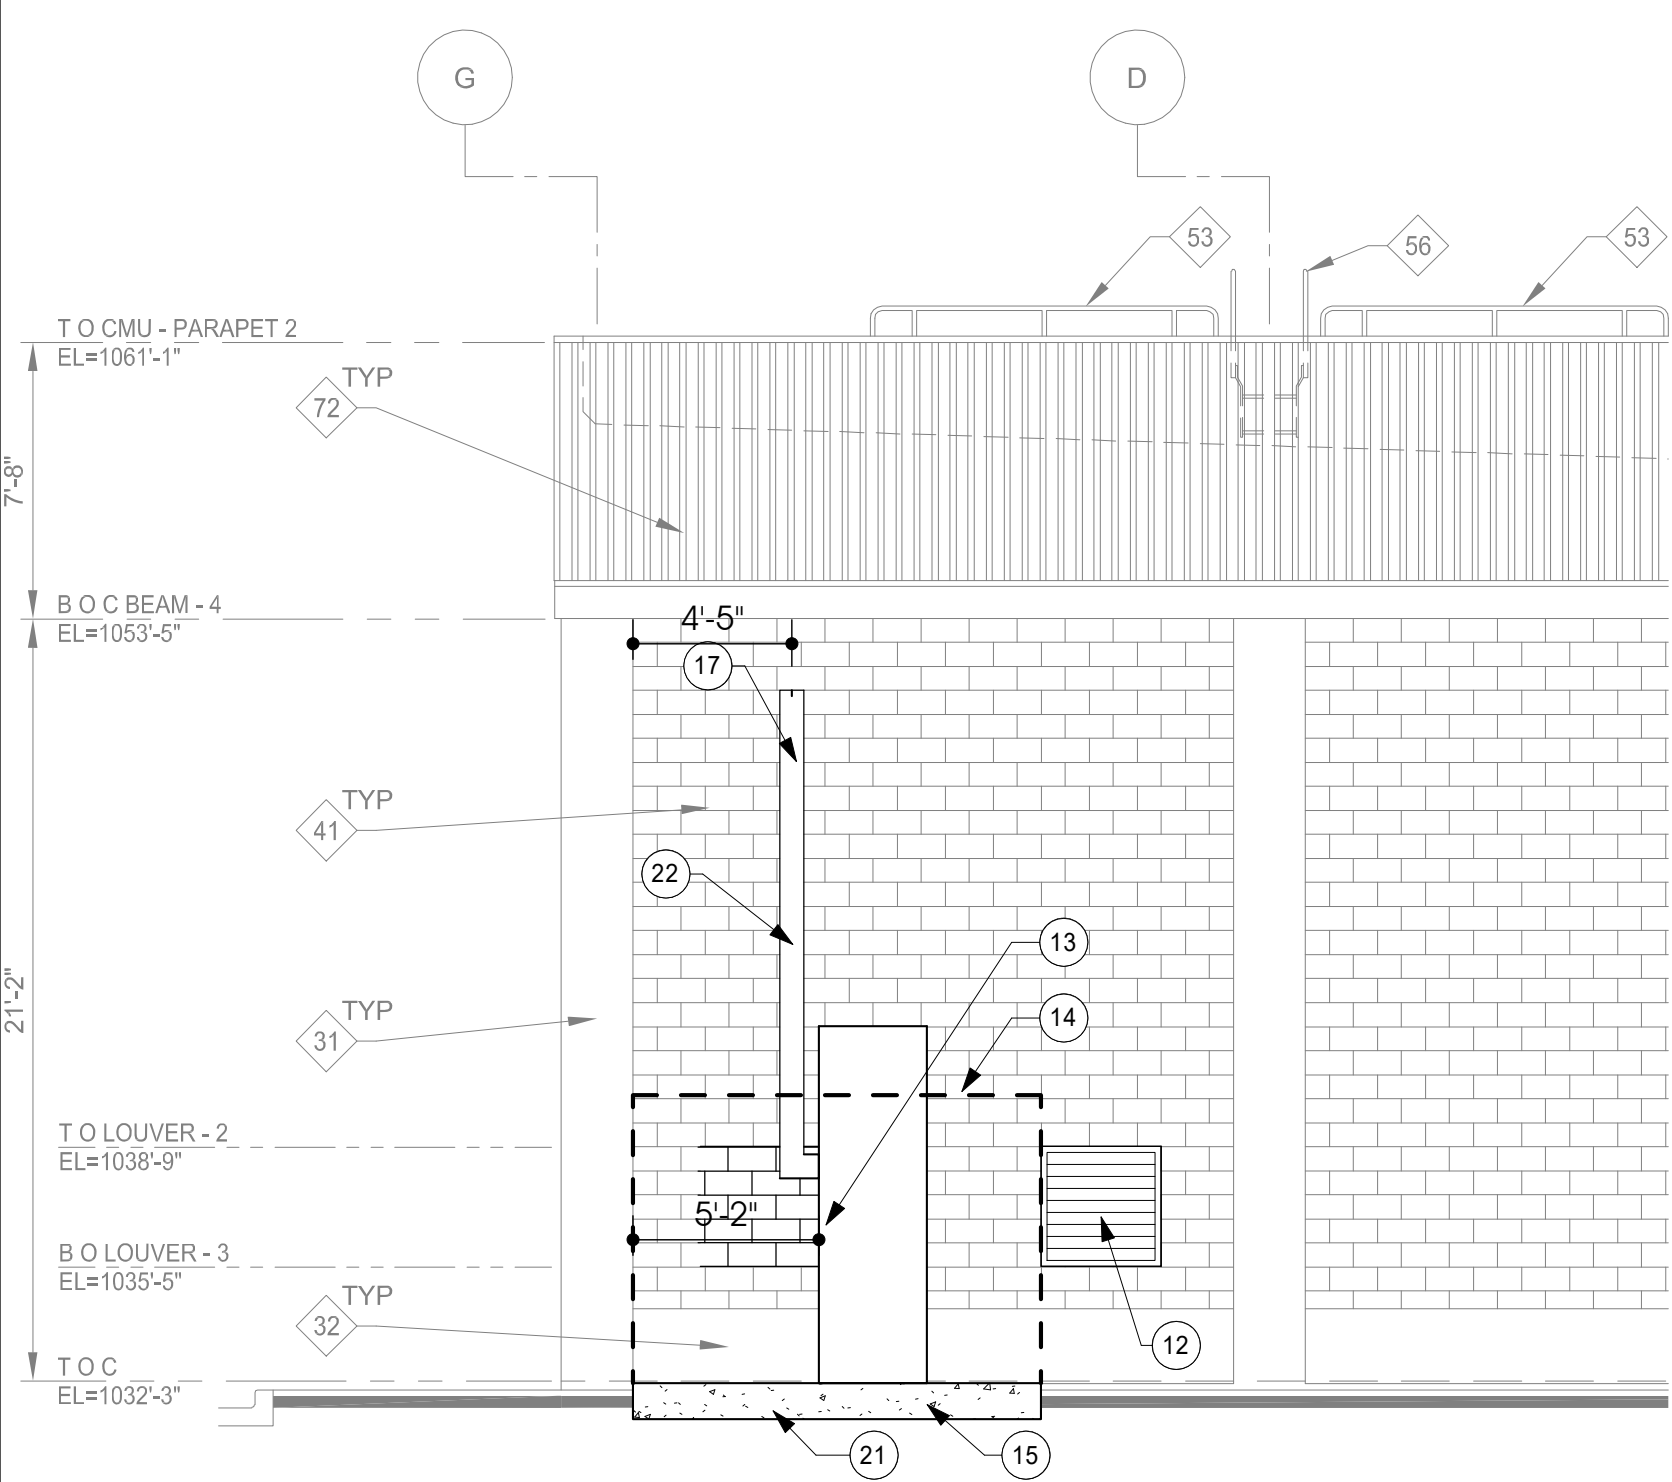 G
D
53
56
53
T O CMU - PARAPET 2
EL=1061'-1"
TYP
72
7'-8"
B O C BEAM - 4
EL=1053'-5"
4'-5"
17
TYP
41
22
13
21'-2"
TYP
31
14
T O LOUVER - 2
EL=1038'-9"
5'-2"
B O LOUVER - 3
EL=1035'-5"
TYP
32
12
T O C
EL=1032'-3"
21
15